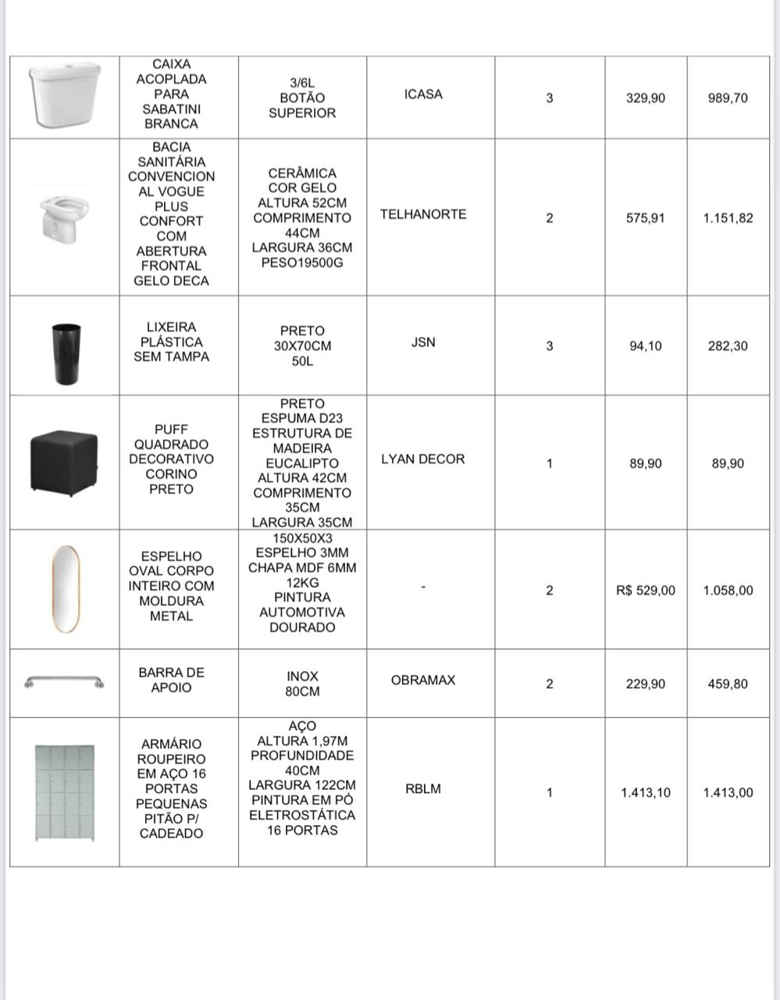 CAIXA
ACOPLADA
PARA
SABATINI
BRANCA
3/6L
BOTÃO
SUPERIOR
ICASA
3
329,90
989,70
BACIA
SANITÁRIA
CONVENCION
AL VOGUE
PLUS
CONFORT
COM
ABERTURA
FRONTAL
GELO DECA
CERÂMICA
COR GELO
ALTURA 52CM
COMPRIMENTO
44CM
LARGURA 36CM
PESO19500G
TELHANORTE
2
575,91
1.151,82
LIXEIRA
PLÁSTICA
SEM TAMPA
PRETO
30X70CM
50L
JSN
3
94,10
282,30
PUFF
QUADRADO
DECORATIVO
CORINO
PRETO
PRETO
ESPUMA D23
ESTRUTURA DE
MADEIRA
EUCALIPTO
ALTURA 42CM
COMPRIMENTO
35CM
LARGURA 35CM
LYAN DECOR
1
89,90
89,90
ESPELHO
OVAL CORPO
INTEIRO COM
MOLDURA
METAL
150X50X3
ESPELHO 3MM
CHAPA MDF 6MM
12KG
PINTURA
AUTOMOTIVA
DOURADO
-
2
R$ 529,00
1.058,00
BARRA DE
APOIO
INOX
80CM
OBRAMAX
2
229,90
459,80
ARMÁRIO
ROUPEIRO
EM AÇO 16
PORTAS
PEQUENAS
PITÃO P/
CADEADO
AÇO
ALTURA 1,97M
PROFUNDIDADE
40CM
LARGURA 122CM
PINTURA EM PÓ
ELETROSTÁTICA
16 PORTAS
RBLM
1
1.413,10
1.413,00